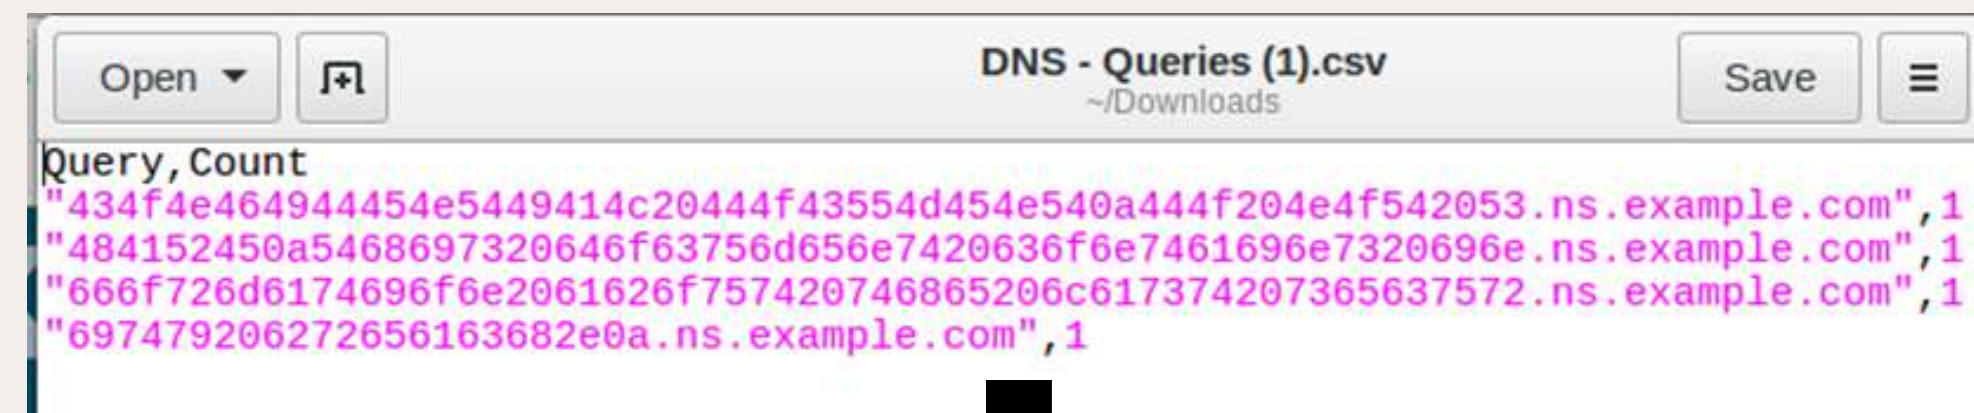 Open
DNS - Queries (1).csv
Save
~/Downloads
Query,Count
"434f4e464944454e5449414c20444f43554d454e540a444f204e4f542053.ns.example.com",1
"484152450a5468697320646f63756d656e7420636f6e7461696e7320696e.ns.example.com",1
"666f726d6174696f6e2061626f757420746865206c617374207365637572.ns.example.com",1
"697479206272656163682e0a.ns.example.com",1